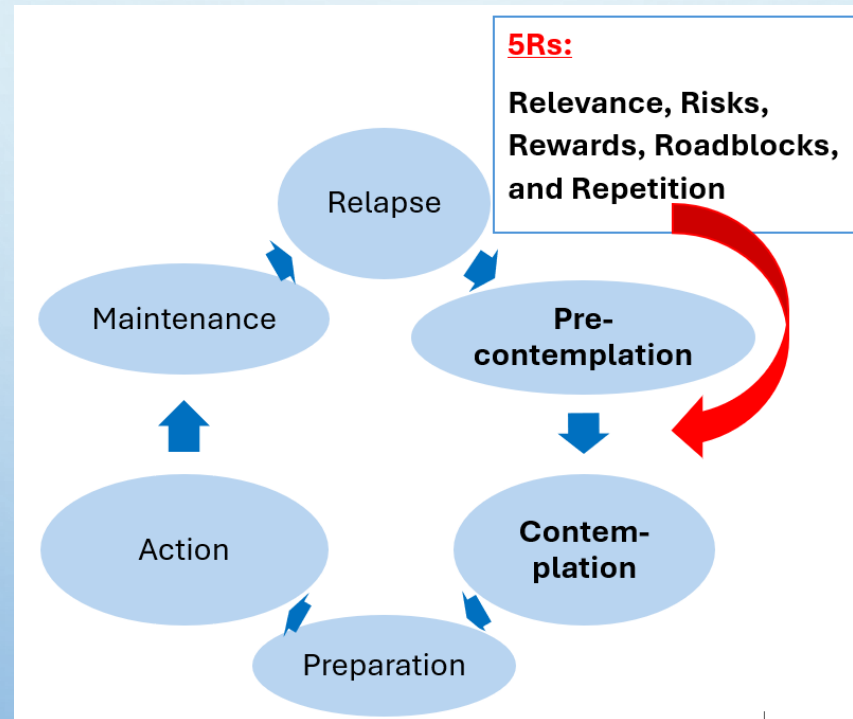 5Rs:
Relevance, Risks,
Rewards, Roadblocks,
and Repetition
Relapse
Maintenance
Pre-
contemplation
Action
Contem-
plation
Preparation